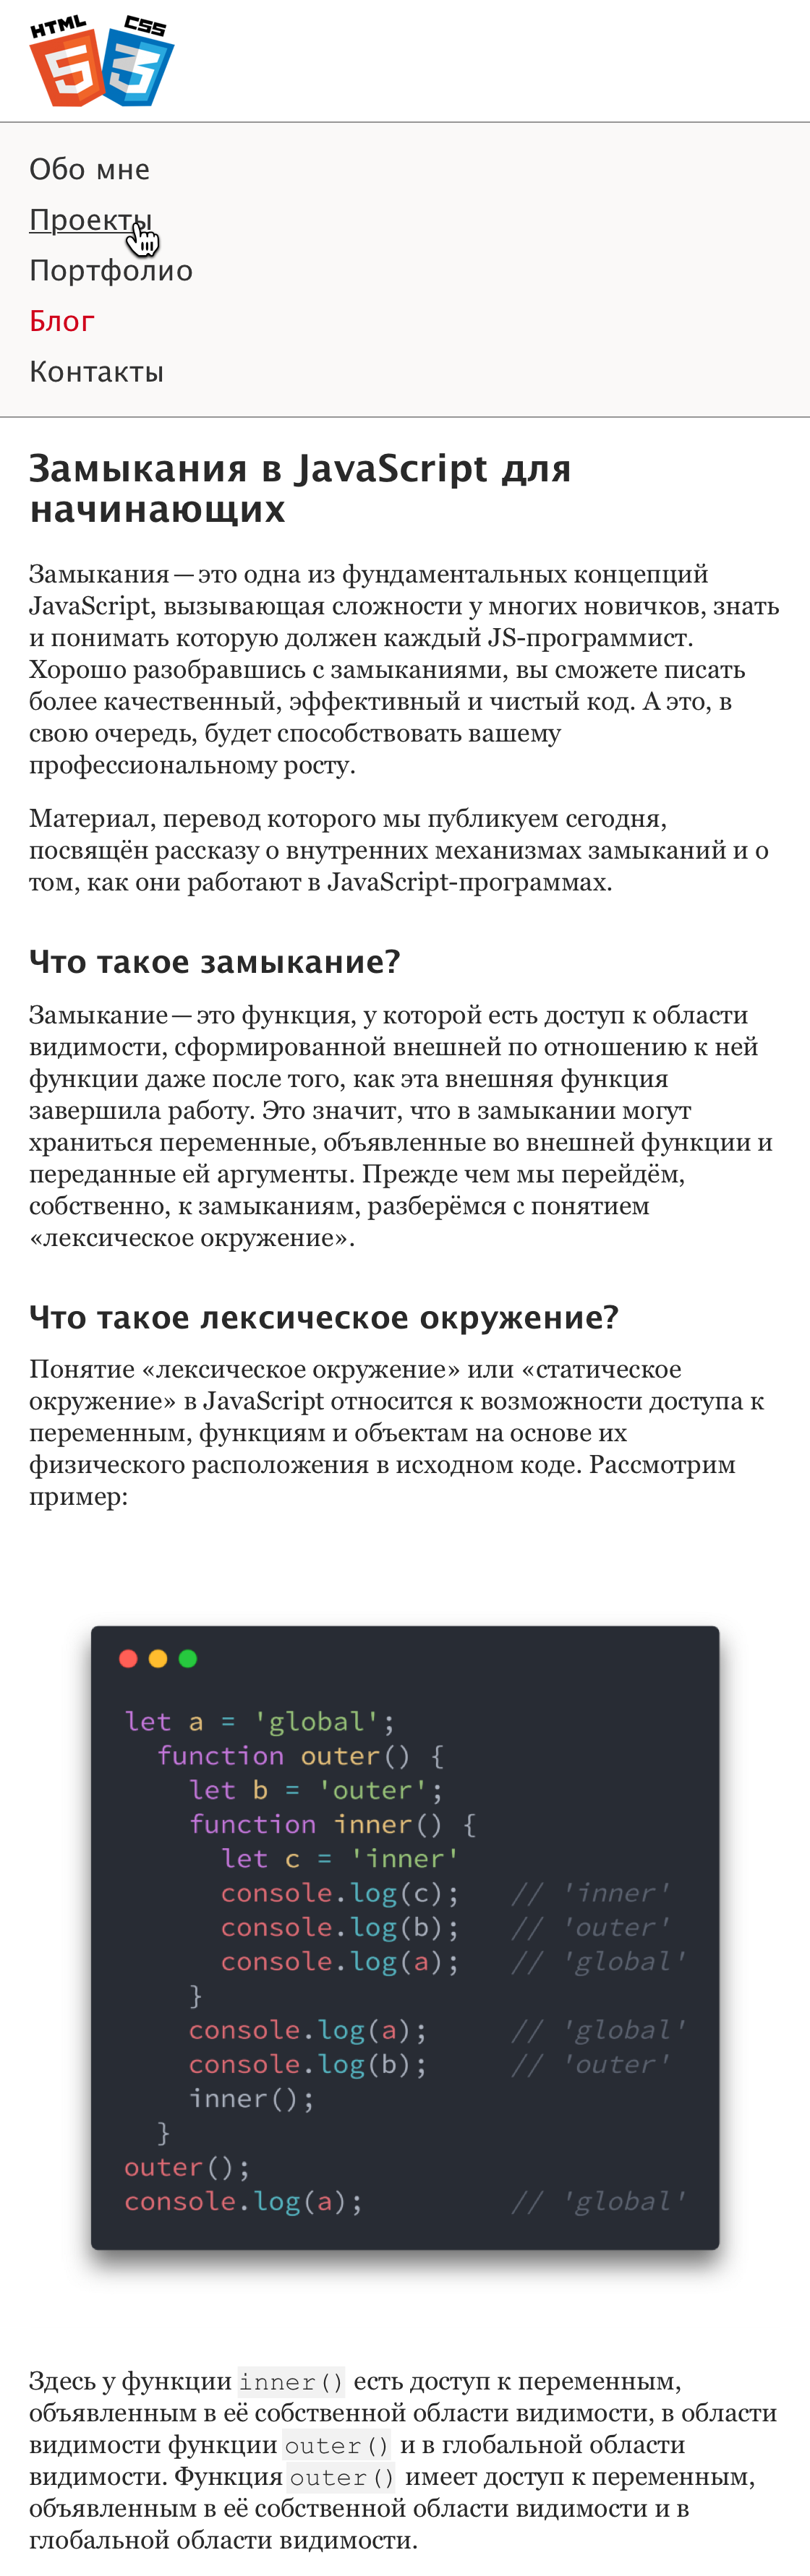 HTML CSS
5 3
Обо мне
Проекты
Портфолио
Блог
Контакты
Замыкания в JavaScript для
начинающих
Замыкания — это одна из фундаментальных концепций
JavaScript, вызывающая сложности у многих новичков, знать
и понимать которую должен каждый JS-программист.
Хорошо разобравшись с замыканиями, вы сможете писать
более качественный, эффективный и чистый код. А это, в
свою очередь, будет способствовать вашему
профессиональному росту.
Материал, перевод которого мы публикуем сегодня,
посвящён рассказу о внутренних механизмах замыканий и о
том, как они работают в JavaScript-программах.
Что такое замыкание?
Замыкание — это функция, у которой есть доступ к области
видимости, сформированной внешней по отношению к ней
функции даже после того, как эта внешняя функция
завершила работу. Это значит, что в замыкании могут
храниться переменные, объявленные во внешней функции и
переданные ей аргументы. Прежде чем мы перейдём,
собственно, к замыканиям, разберёмся с понятием
«лексическое окружение».
Что такое лексическое окружение?
Понятие «лексическое окружение» или «статическое
окружение» в JavaScript относится к возможности доступа к
переменным, функциям и объектам на основе их
физического расположения в исходном коде. Рассмотрим
пример:
let a = 'global';
function outer() {
let b = 'outer';
function inner() {
let c = 'inner'
console.log(c); // 'inner'
console.log(b); // 'outer'
console.log(a); // 'global'
}
console.log(a); // 'global'
console.log(b); // 'outer'
inner();
}
outer();
console.log(a); // 'global'
Здесь у функции inner() есть доступ к переменным,
объявленным в её собственной области видимости, в области
видимости функции outer() и в глобальной области
видимости. Функция outer() имеет доступ к переменным,
объявленным в её собственной области видимости и в
глобальной области видимости.